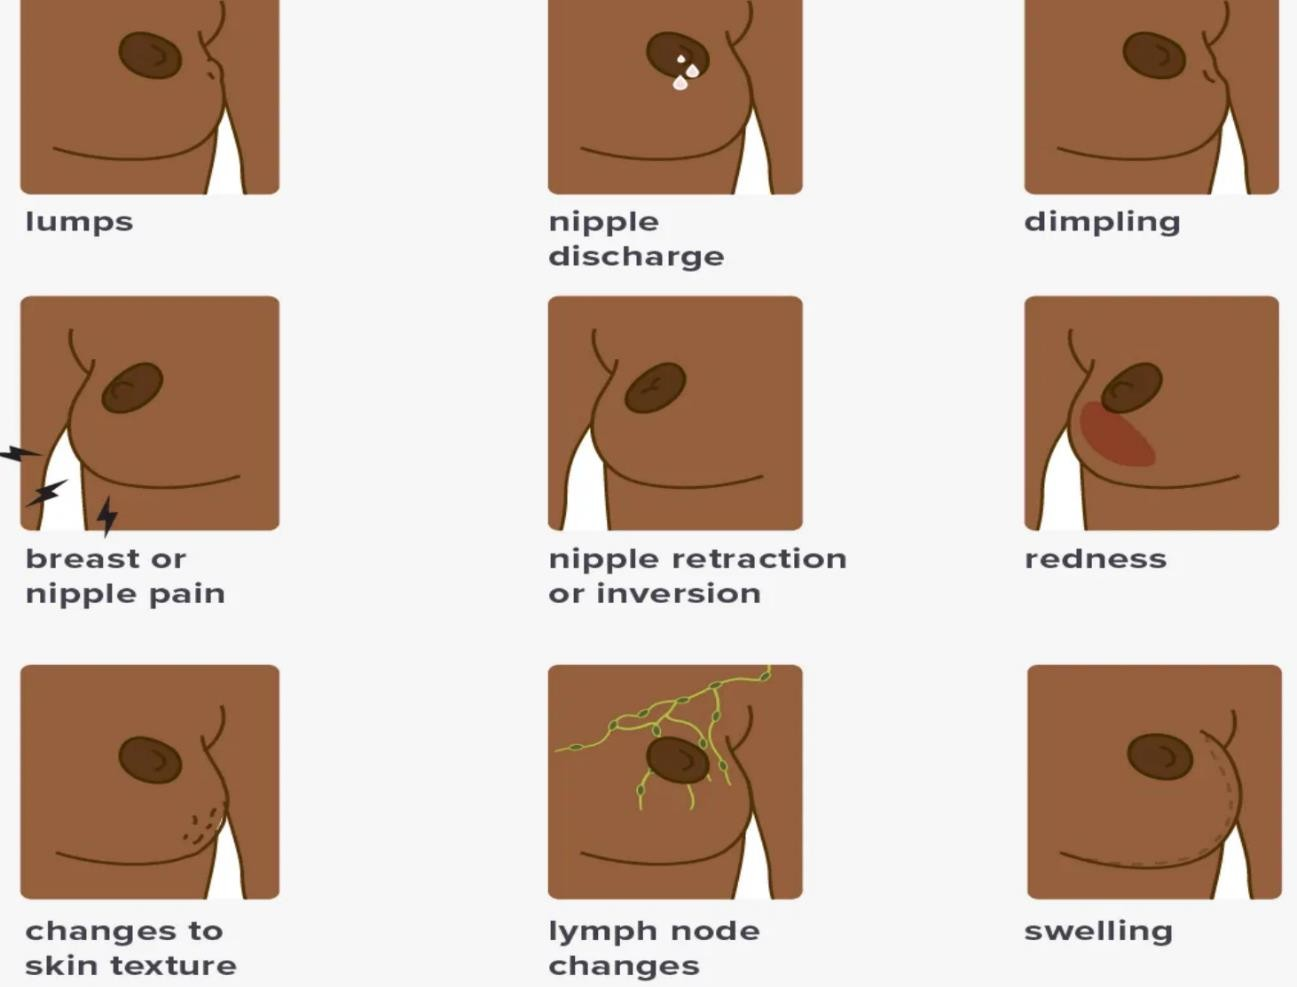 lumps
nipple
discharge
dimpling
breast or
nipple pain
nipple retraction
or inversion
redness
changes to
skin texture
lymph node
changes
swelling